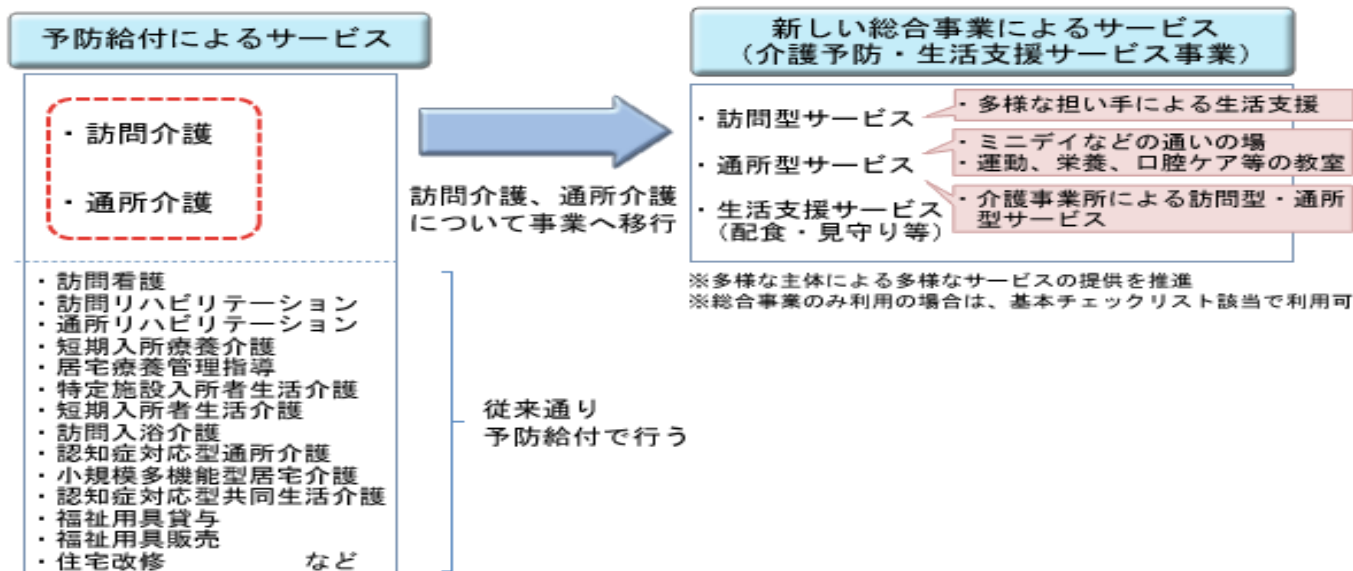 予防給付によるサービス
・訪問介護
・通所介護
・訪問看護
・訪問リハビリテーション
・通所リハビリテーション
・短期入所療養介護
・居宅療養管理指導
・特定施設入所者生活介護
・短期入所者生活介護
・訪問入浴介護
・認知症対応型通所介護
・小規模多機能型居宅介護
・認知症対応型共同生活介護
・福祉用具貸与
・福祉用具販売
・住宅改修 など
訪問介護、通所介護
について事業へ移行
従来通り
予防給付で行う
新しい総合事業によるサービス
（介護予防・生活支援サービス事業）
・訪問型サービス
・通所型サービス
・生活支援サービス
（配食・見守り等）
・多様な担い手による生活支援
・ミニデイなどの通いの場
・運動、栄養、口腔ケア等の教室
・介護事業所による訪問型・通所
型サービス
※多様な主体による多様なサービスの提供を推進
※総合事業のみ利用の場合は、基本チェックリスト該当で利用可